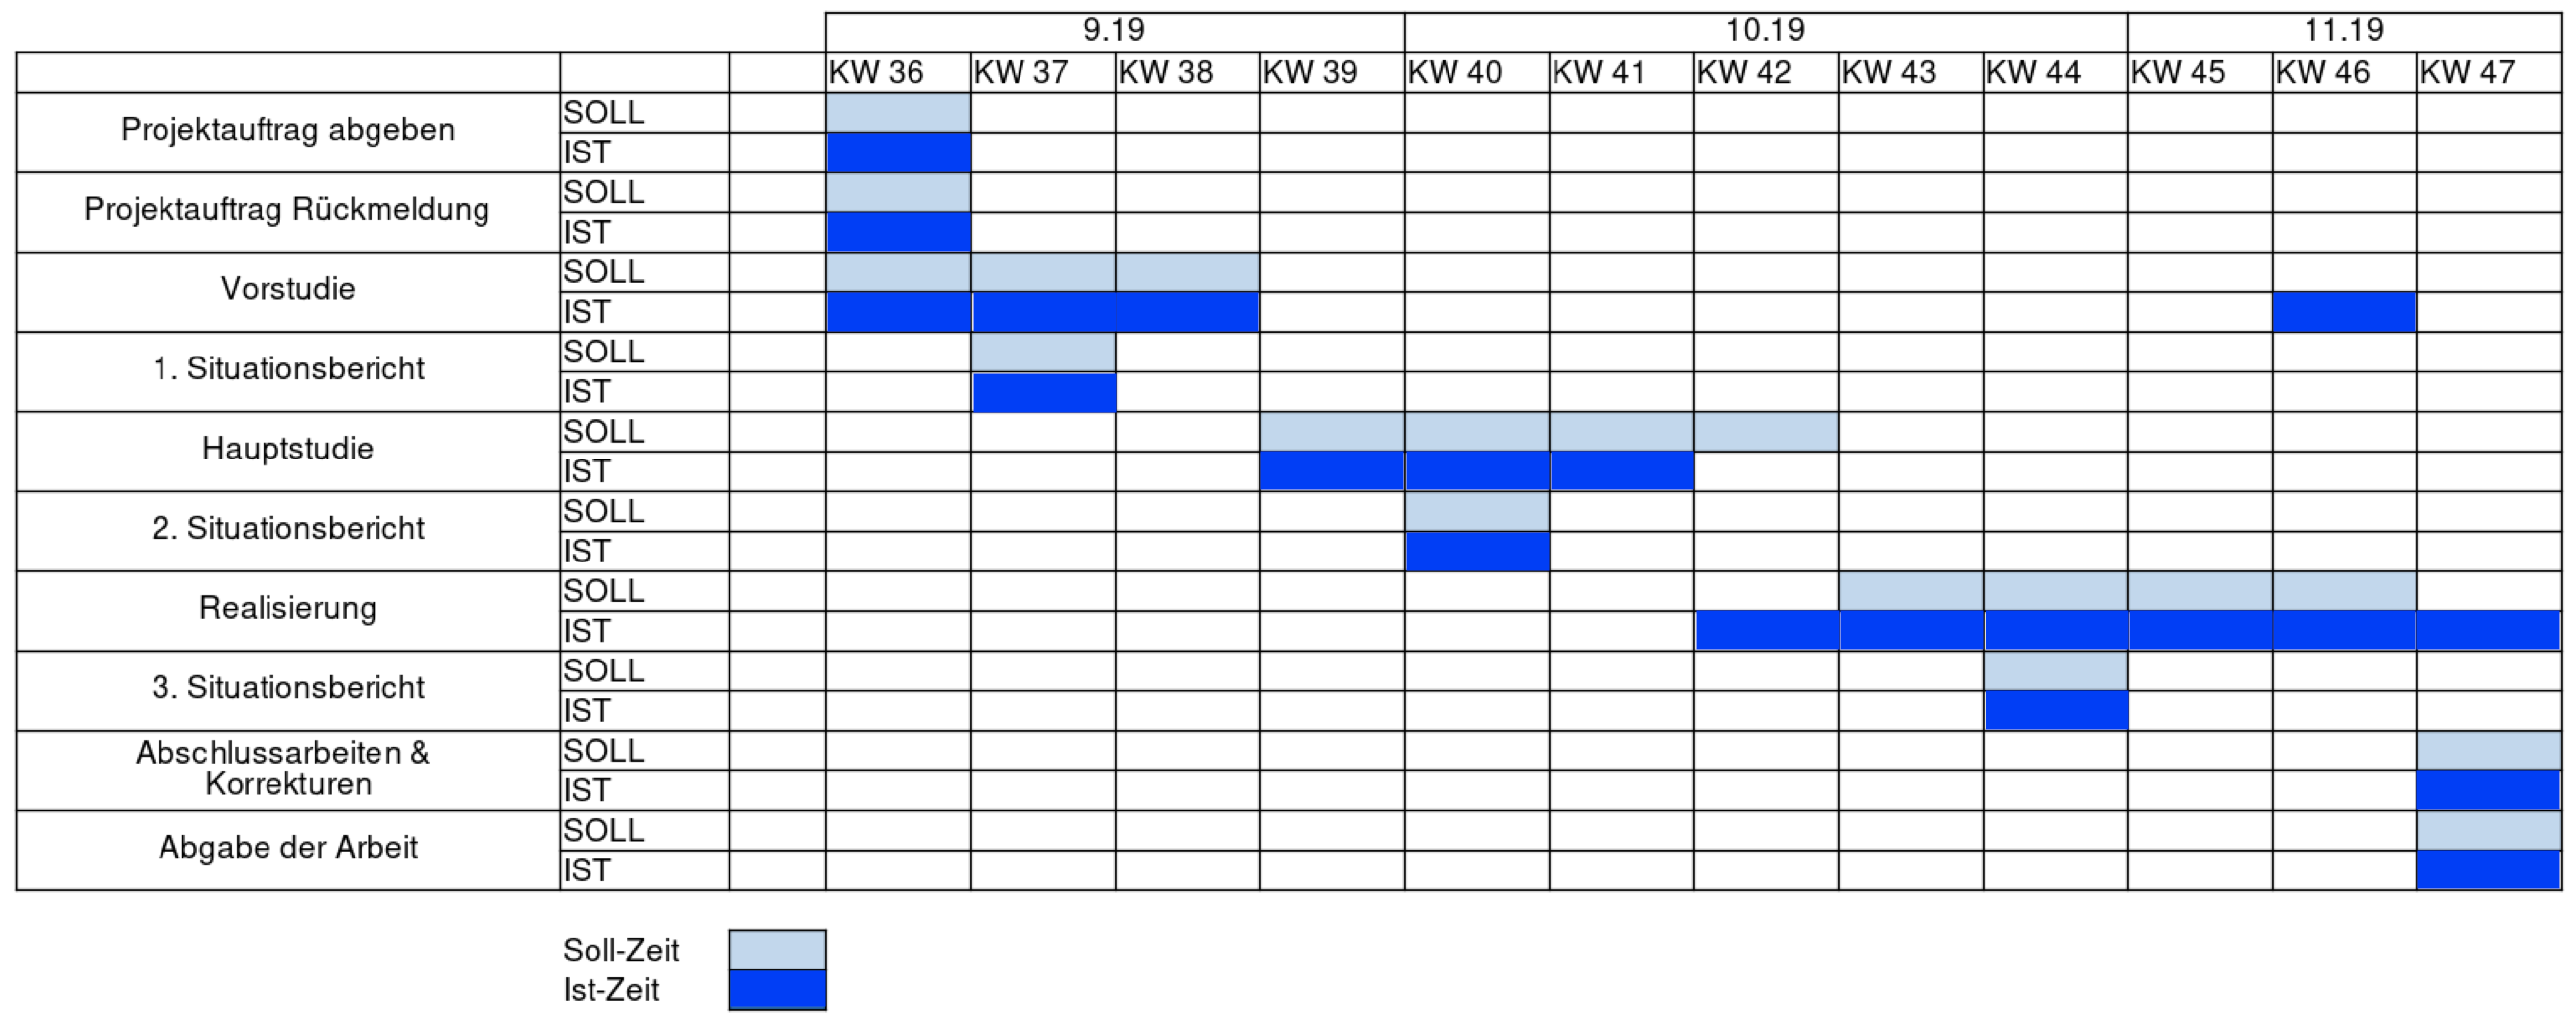 9.19 10.19 11.19
KW 36 KW 37 KW 38 KW 39 KW 40 KW 41 KW 42 KW 43 KW 44 KW 45 KW 46 KW 47
Projektauftrag abgeben
SOLL
IST
Projektauftrag Rückmeldung
SOLL
IST
Vorstudie
SOLL
IST
1. Situationsbericht
SOLL
IST
Hauptstudie
SOLL
IST
2. Situationsbericht
SOLL
IST
Realisierung
SOLL
IST
3. Situationsbericht
SOLL
IST
Abschlussarbeiten &
Korrekturen
SOLL
IST
Abgabe der Arbeit
SOLL
IST
Soll-Zeit
Ist-Zeit